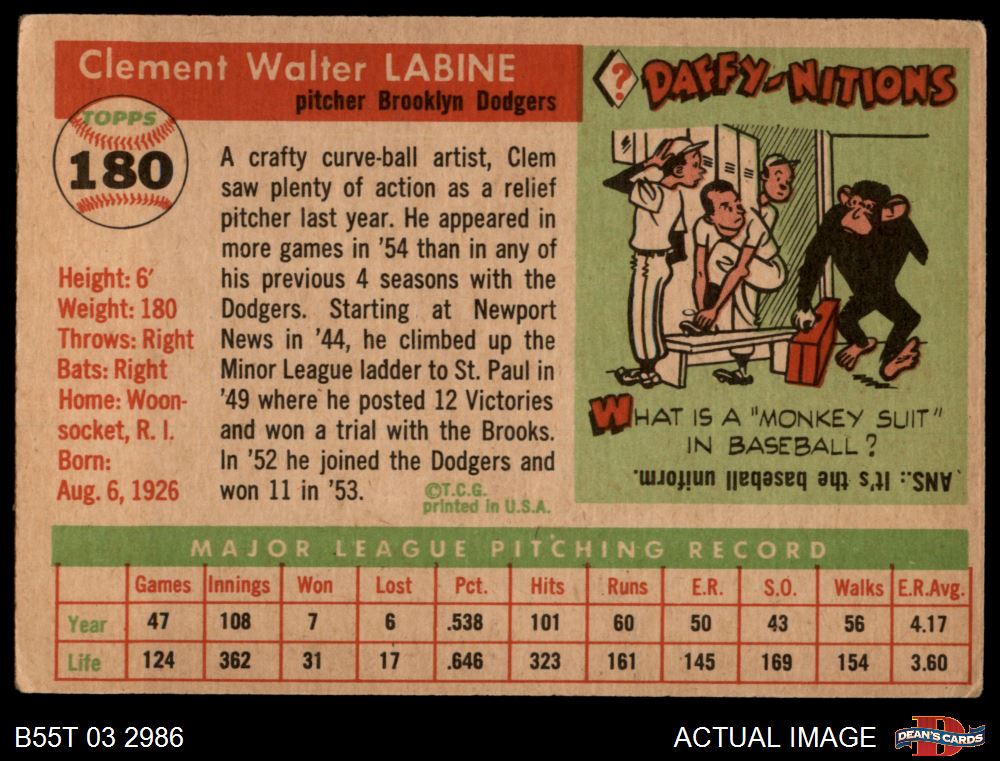 Clement Walter LABINE
pitcher Brooklyn Dodgers
TOPPS
180
Height: 6'
Weight: 180
Throws: Right
Bats: Right
Home: Woon-
socket, R. I.
Born:
Aug. 6, 1926
A crafty curve-ball artist, Clem
saw plenty of action as a relief
pitcher last year. He appeared in
more games in '54 than in any of
his previous 4 seasons with the
Dodgers. Starting at Newport
News in '44, he climbed up the
Minor League ladder to St. Paul in
'49 where he posted 12 Victories
and won a trial with the Brooks.
In '52 he joined the Dodgers and
won 11 in '53.
©T.C.G.
printed in U.S.A.
? DAFFY-NITIONS
WHAT IS A "MONKEY SUIT"
IN BASEBALL?
ANS.: It's the baseball uniform.
MAJOR LEAGUE PITCHING RECORD
Games Innings Won Lost Pct. Hits Runs E.R. S.O. Walks E.R.Avg.
Year 47 108 7 6 .538 101 60 50 43 56 4.17
Life 124 362 31 17 .646 323 161 145 169 154 3.60
B55T 03 2986
ACTUAL IMAGE
DEAN'S CARDS